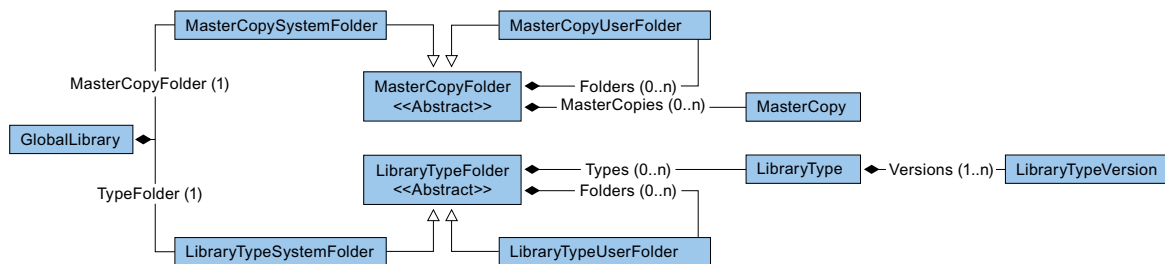 MasterCopySystemFolder
MasterCopyUserFolder
MasterCopyFolder (1)
MasterCopyFolder
<<Abstract>>
Folders (0..n)
MasterCopies (0..n)
MasterCopy
GlobalLibrary
LibraryTypeFolder
<<Abstract>>
Types (0..n)
LibraryType
Versions (1..n)
LibraryTypeVersion
Folders (0..n)
TypeFolder (1)
LibraryTypeSystemFolder
LibraryTypeUserFolder